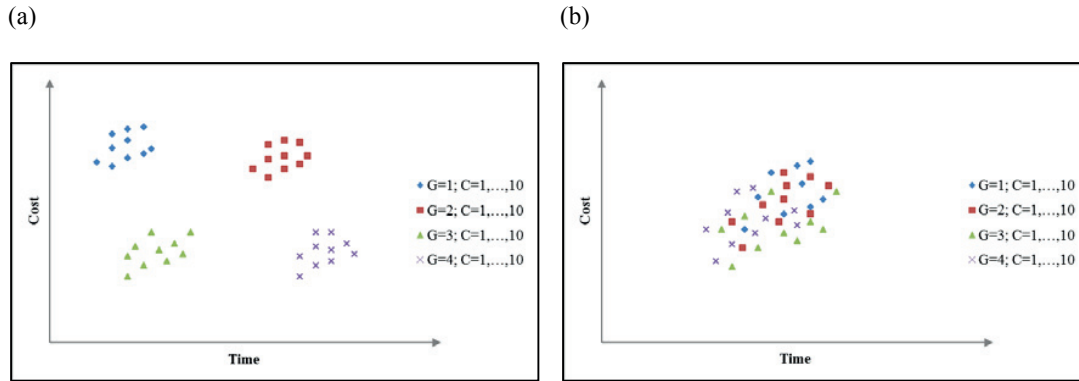 (a)
(b)
Cost
G=1; C=1,...,10
G=2; C=1,...,10
G=3; C=1,...,10
G=4; C=1,...,10
Time
Cost
G=1; C=1,...,10
G=2; C=1,...,10
G=3; C=1,...,10
G=4; C=1,...,10
Time